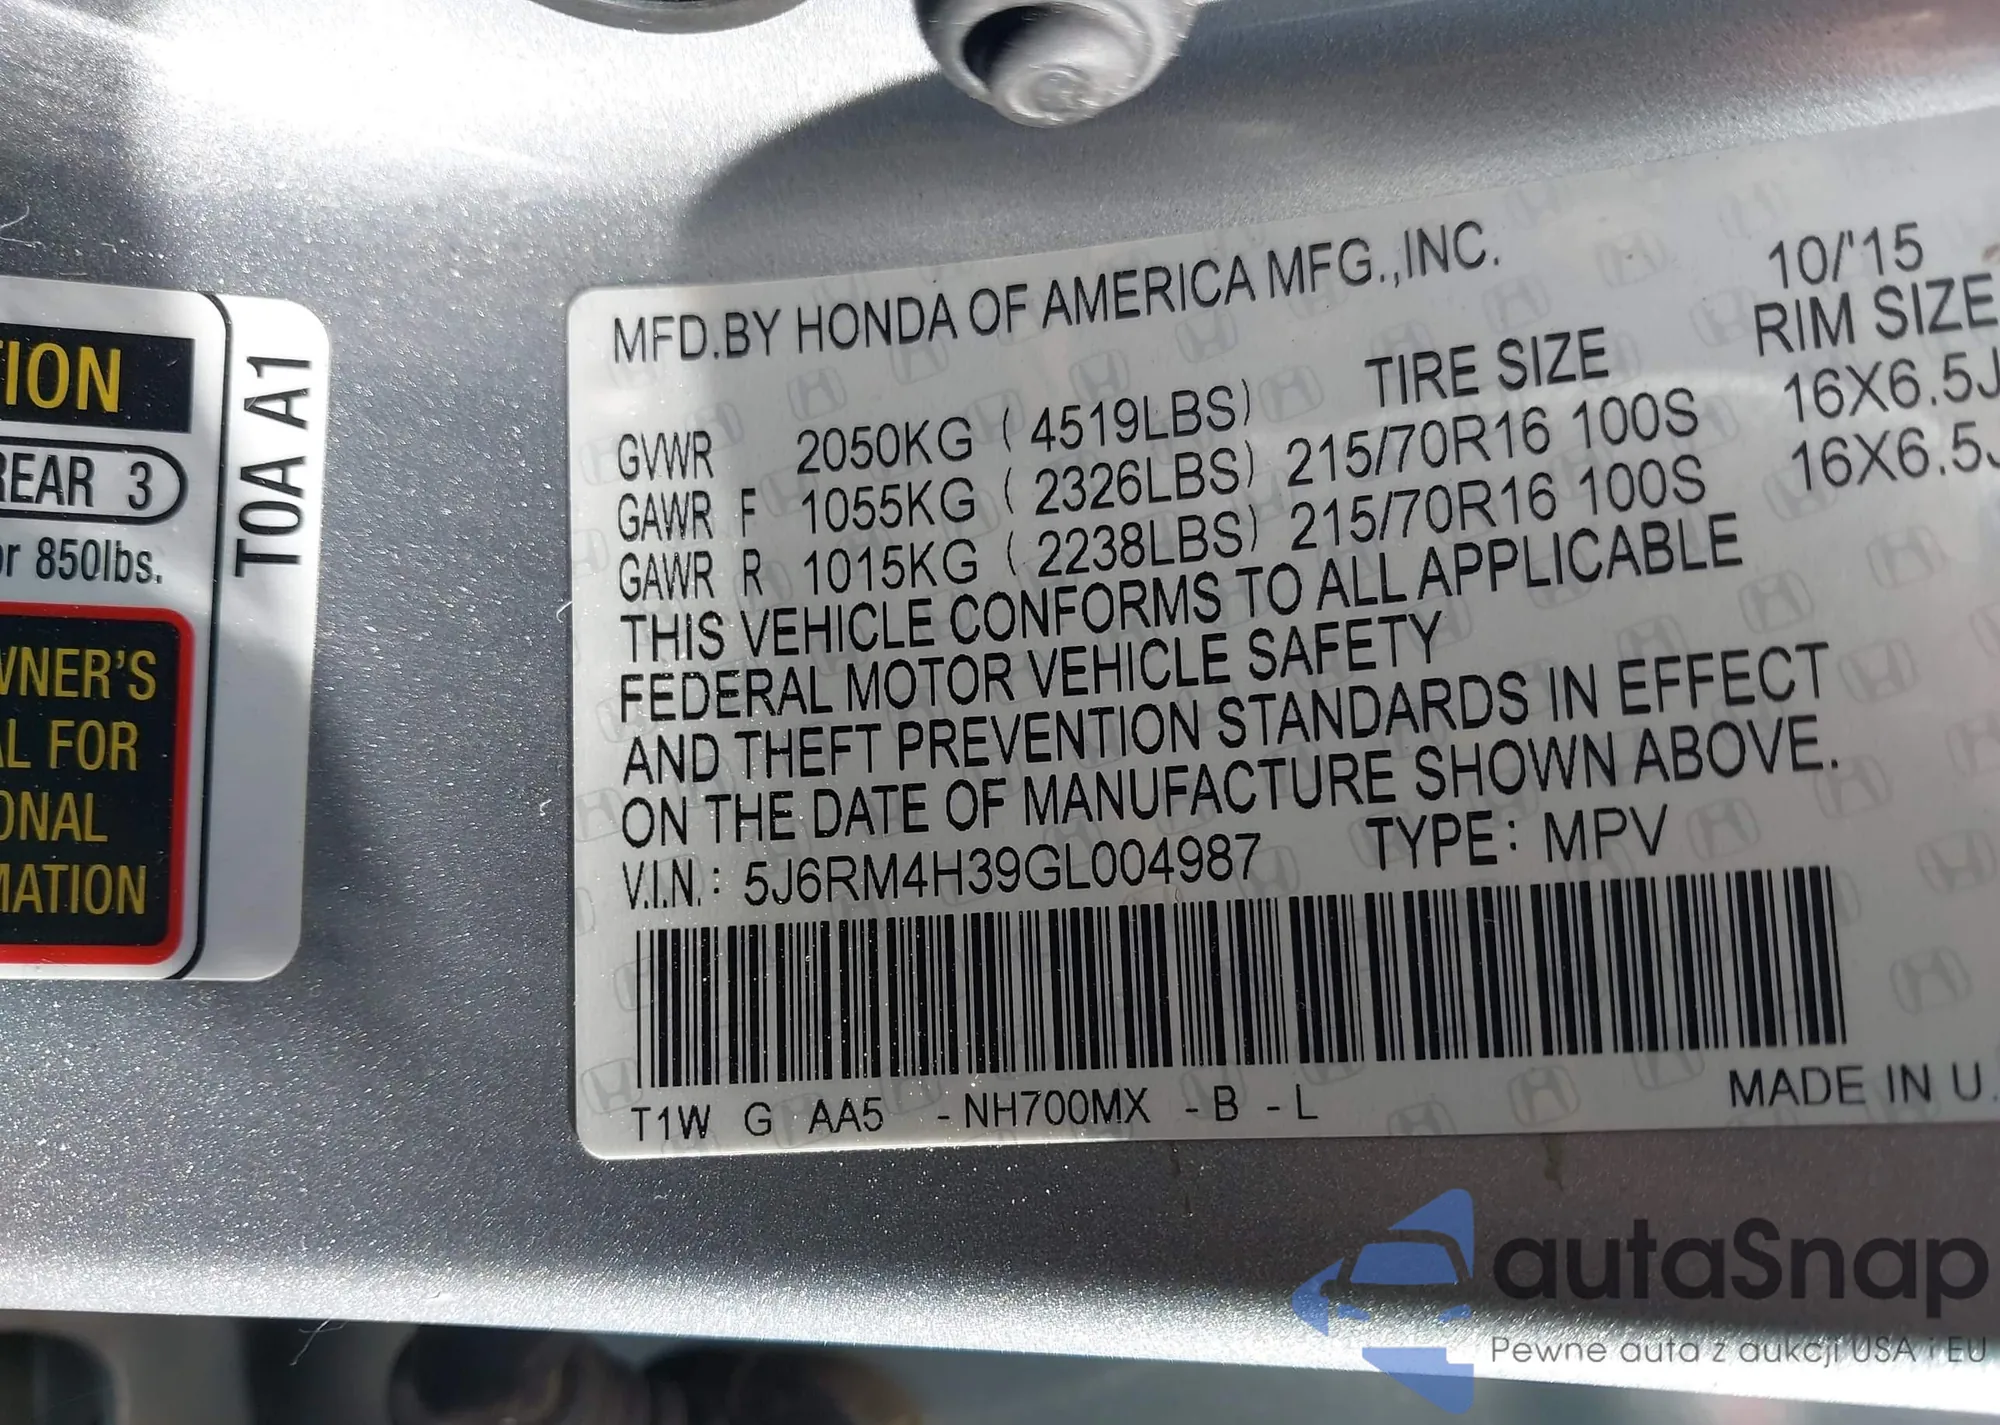 TION
REAR 3
or 850lbs.
WNER'S
AL FOR
ONAL
MATION
T0A A1
MFD.BY HONDA OF AMERICA MFG.,INC. 10/'15
TIRE SIZE RIM SIZE
GVWR 2050KG ( 4519LBS)
GAWR F 1055KG ( 2326LBS) 215/70R16 100S 16X6.5J
GAWR R 1015KG ( 2238LBS) 215/70R16 100S 16X6.5J
THIS VEHICLE CONFORMS TO ALL APPLICABLE
FEDERAL MOTOR VEHICLE SAFETY
AND THEFT PREVENTION STANDARDS IN EFFECT
ON THE DATE OF MANUFACTURE SHOWN ABOVE.
V.I.N.: 5J6RM4H39GL004987 TYPE: MPV
T1W G AA5 -NH700MX -B -L MADE IN U.
autaSnap
Pewne auta z aukcji USA i EU